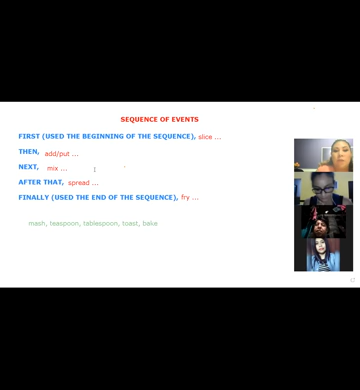 SEQUENCE OF EVENTS
FIRST (USED THE BEGINNING OF THE SEQUENCE), slice ...
THEN, add/put ...
NEXT, mix ...
AFTER THAT, spread ...
FINALLY (USED THE END OF THE SEQUENCE), fry ...
mash, teaspoon, tablespoon, toast, bake